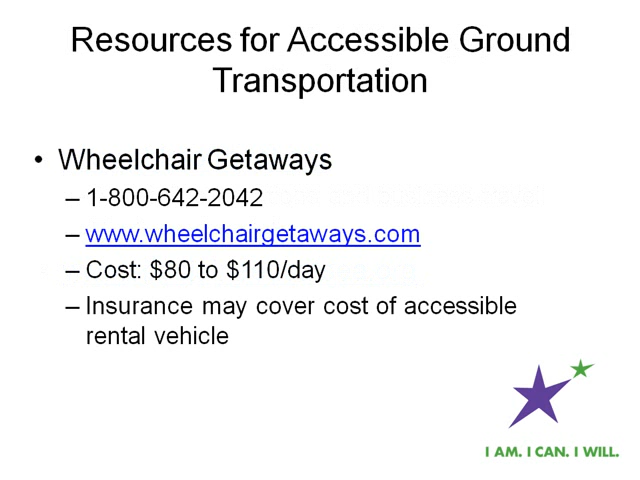 Resources for Accessible Ground
Transportation
• Wheelchair Getaways
– 1-800-642-2042
– www.wheelchairgetaways.com
– Cost: $80 to $110/day
– Insurance may cover cost of accessible
rental vehicle
I AM. I CAN. I WILL.